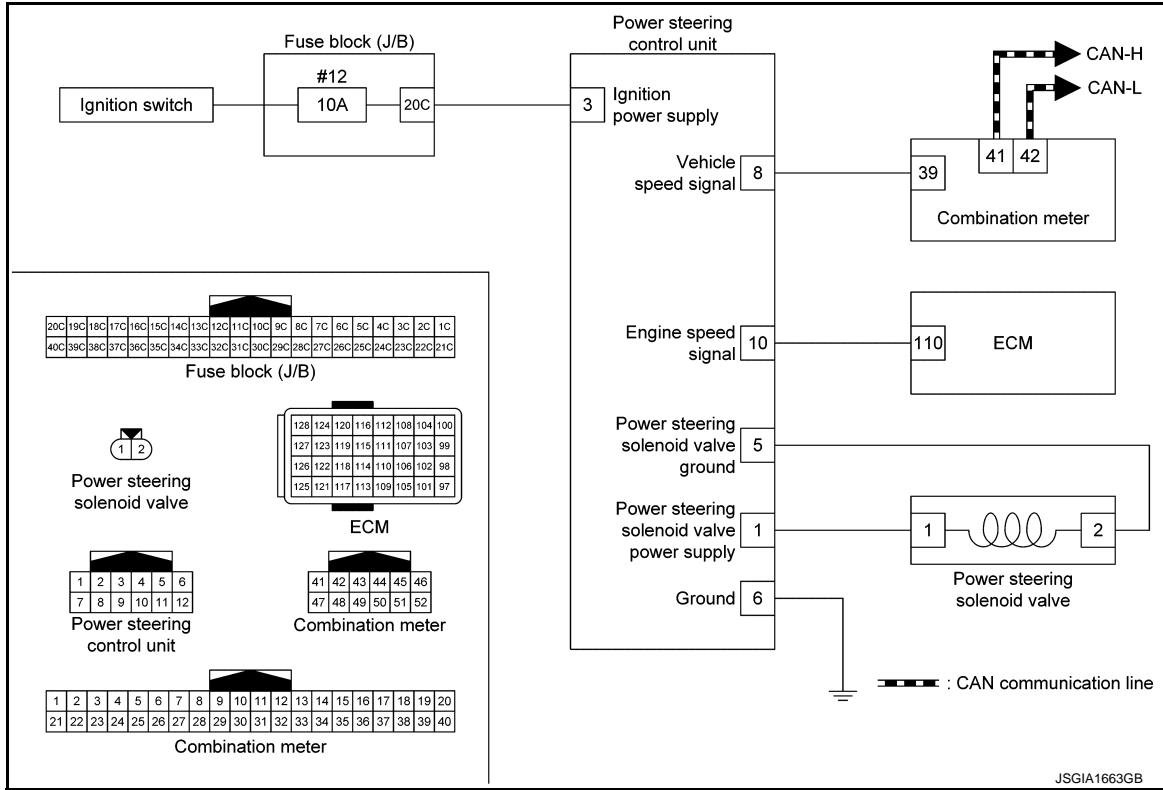 Fuse block (J/B)
#12
Ignition switch
10A
20C
Power steering
control unit
3
Ignition
power supply
Vehicle
speed signal
8
Engine speed
signal
10
Power steering
solenoid valve
ground
5
Power steering
solenoid valve
power supply
1
Ground
6
CAN-H
CAN-L
41 42
39
Combination meter
110
ECM
1 2
Power steering
solenoid valve
: CAN communication line
20C 19C 18C 17C 16C 15C 14C 13C 12C 11C 10C 9C 8C 7C 6C 5C 4C 3C 2C 1C
40C 39C 38C 37C 36C 35C 34C 33C 32C 31C 30C 29C 28C 27C 26C 25C 24C 23C 22C 21C
Fuse block (J/B)
1 2
Power steering
solenoid valve
128 124 120 116 112 108 104 100
127 123 119 115 111 107 103 99
126 122 118 114 110 106 102 98
125 121 117 113 109 105 101 97
ECM
1 2 3 4 5 6
7 8 9 10 11 12
Power steering
control unit
41 42 43 44 45 46
47 48 49 50 51 52
Combination meter
1 2 3 4 5 6 7 8 9 10 11 12 13 14 15 16 17 18 19 20
21 22 23 24 25 26 27 28 29 30 31 32 33 34 35 36 37 38 39 40
Combination meter
JSGIA1663GB